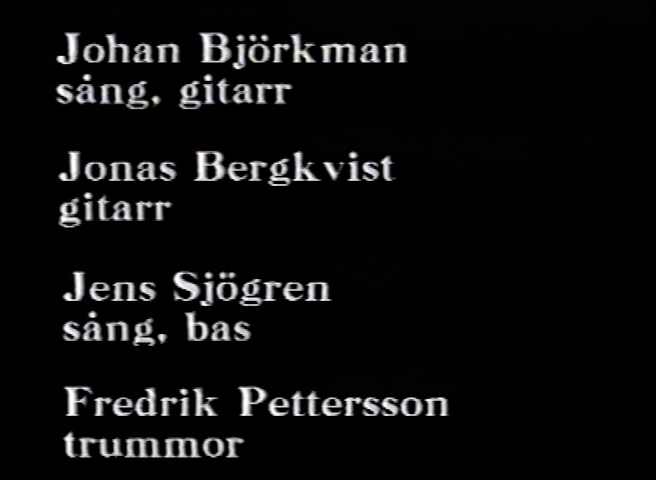 Johan Björkman
sång, gitarr
Jonas Bergkvist
gitarr
Jens Sjögren
sång, bas
Fredrik Pettersson
trummor